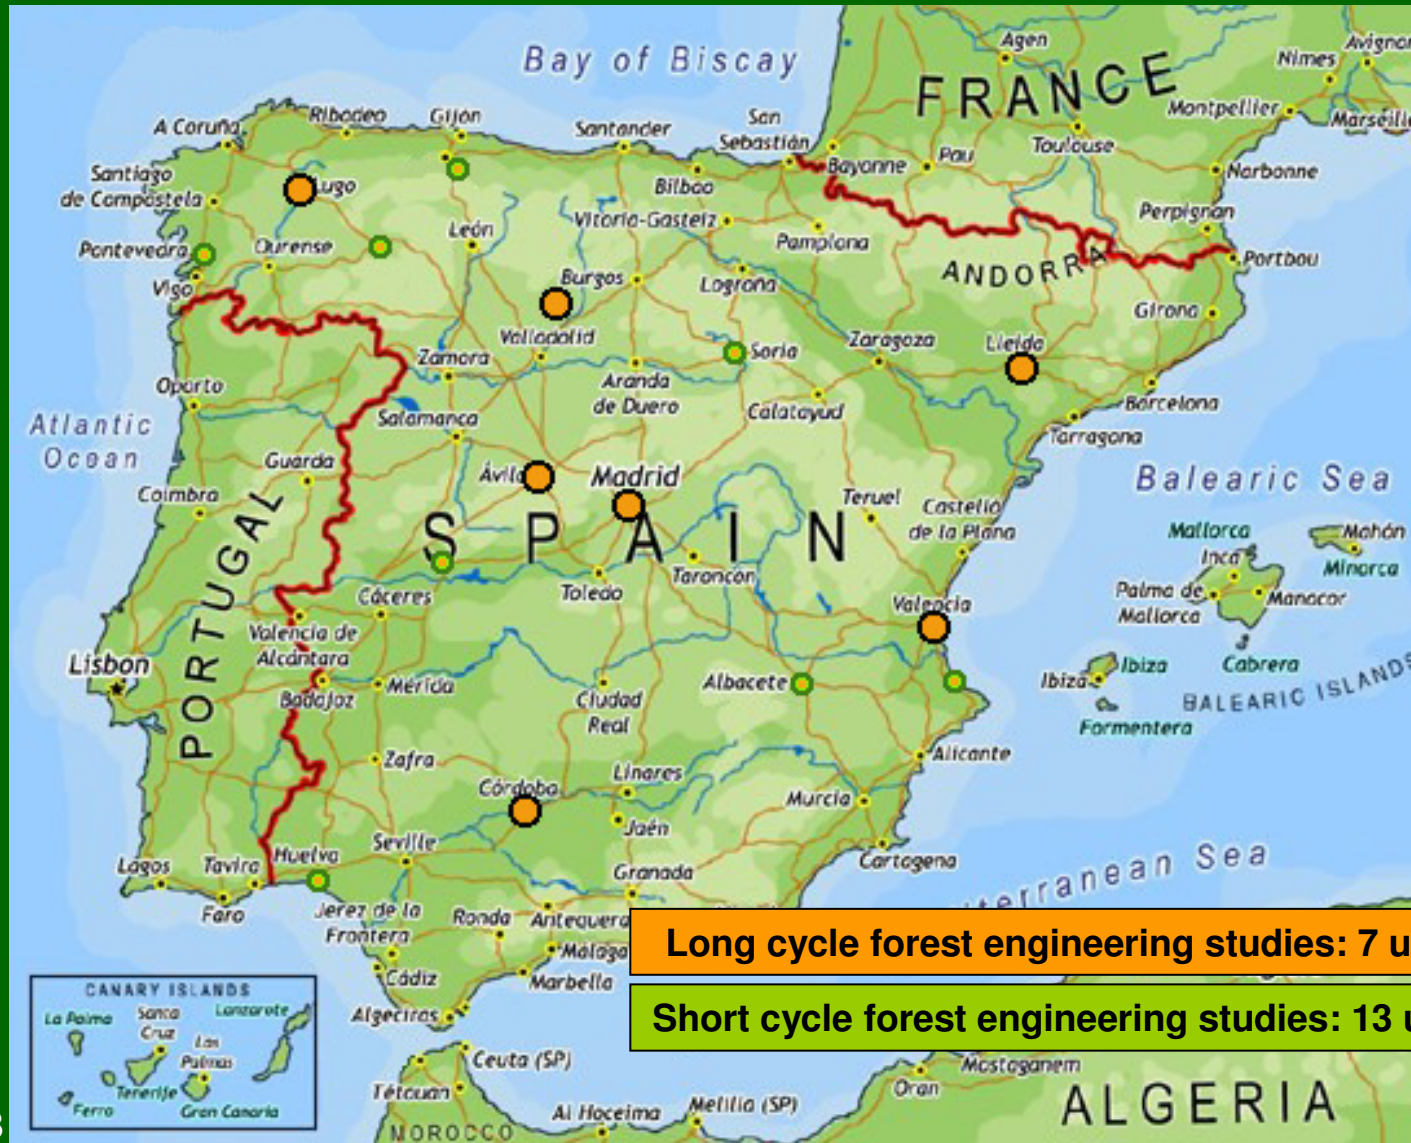 Bay of Biscay
FRANCE
Agen
Avignon
Nimes
Montpellier
Marseille
A Coruña
Ribadeo
Gijón
Santander
San
Sebastián
Bayonne
Pau
Toulouse
Narbonne
Santiago
de Compostela
Lugo
Bilbao
Vitoria-Gasteiz
Pamplona
Perpignan
Pontevedra
Ourense
León
Burgos
Logroña
ANDORRA
Portbou
Vigo
Valladolid
Girona
Zamora
Soria
Zaragoza
Lleida
Oporto
Aranda
de Duero
Calatayud
Barcelona
Salamanca
Tarragona
Atlantic
Ocean
Guarda
Ávila
Madrid
Balearic Sea
Coimbra
Teruel
Castelló
de la Plana
Mallorca
Inca
Mahón
Minorca
SPAIN
PORTUGAL
Toledo
Taroncón
Palma de
Mallorca
Manacor
Cáceres
Valencia
Valencia de
Alcántara
Lisbon
Badajoz
Mérida
Ciudad
Real
Albacete
Ibiza
Ibiza
Cabrera
BALEARIC ISLANDS
Formentera
Zafra
Linares
Alicante
Córdoba
Murcia
Jaén
Lagos
Tavira
Huelva
Seville
Cartagena
Faro
Granada
iterranean Sea
Jerez de la
Frontera
Ronda
Antequera
Málaga
Cádiz
Marbella
Algeciras
Long cycle forest engineering studies: 7 u
Short cycle forest engineering studies: 13 u
CANARY ISLANDS
La Palma
Santa
Cruz
Lanzarote
Las
Palmas
Tenerife
Ferro
Gran Canaria
Ceuta (SP)
Tétouan
Al Hoceima
Melilla (SP)
Oran
Mostaganem
MOROCCO
ALGERIA